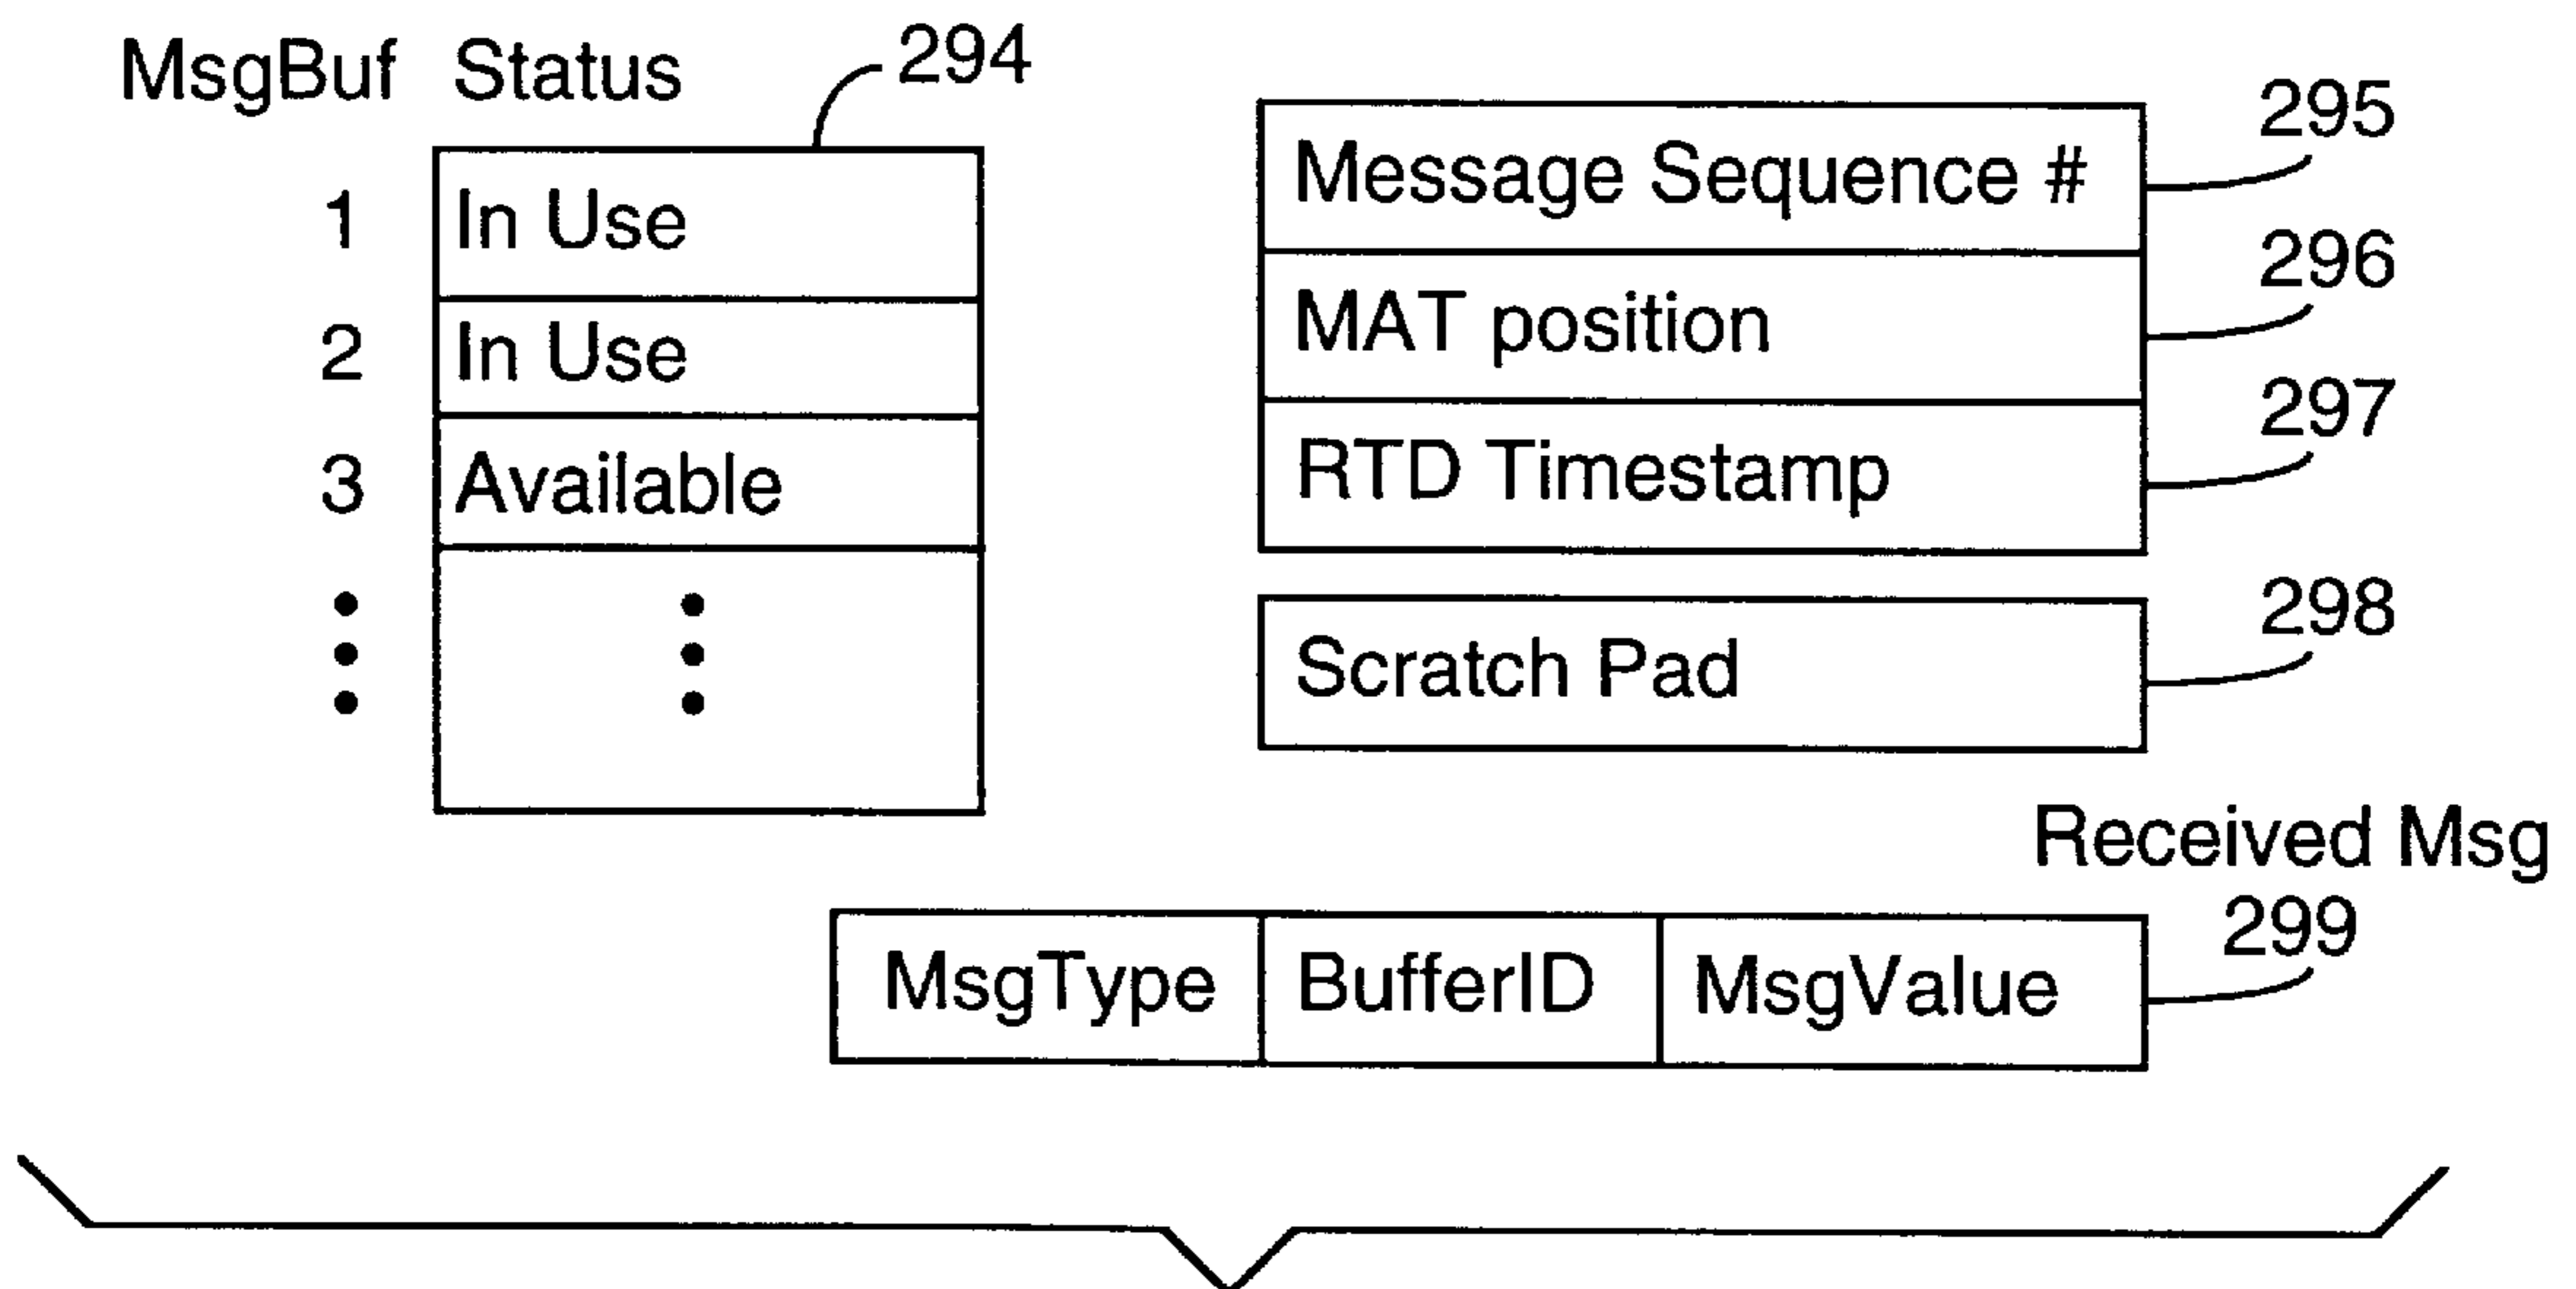 MsgBuf Status
294
1 In Use
2 In Use
3 Available
Message Sequence #
295
MAT position
296
RTD Timestamp
297
Scratch Pad
298
Received Msg
299
MsgType BufferID MsgValue